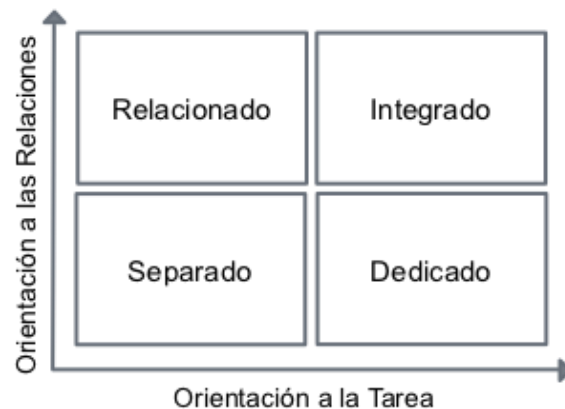 Orientación a las Relaciones
Relacionado
Integrado
Separado
Dedicado
Orientación a la Tarea